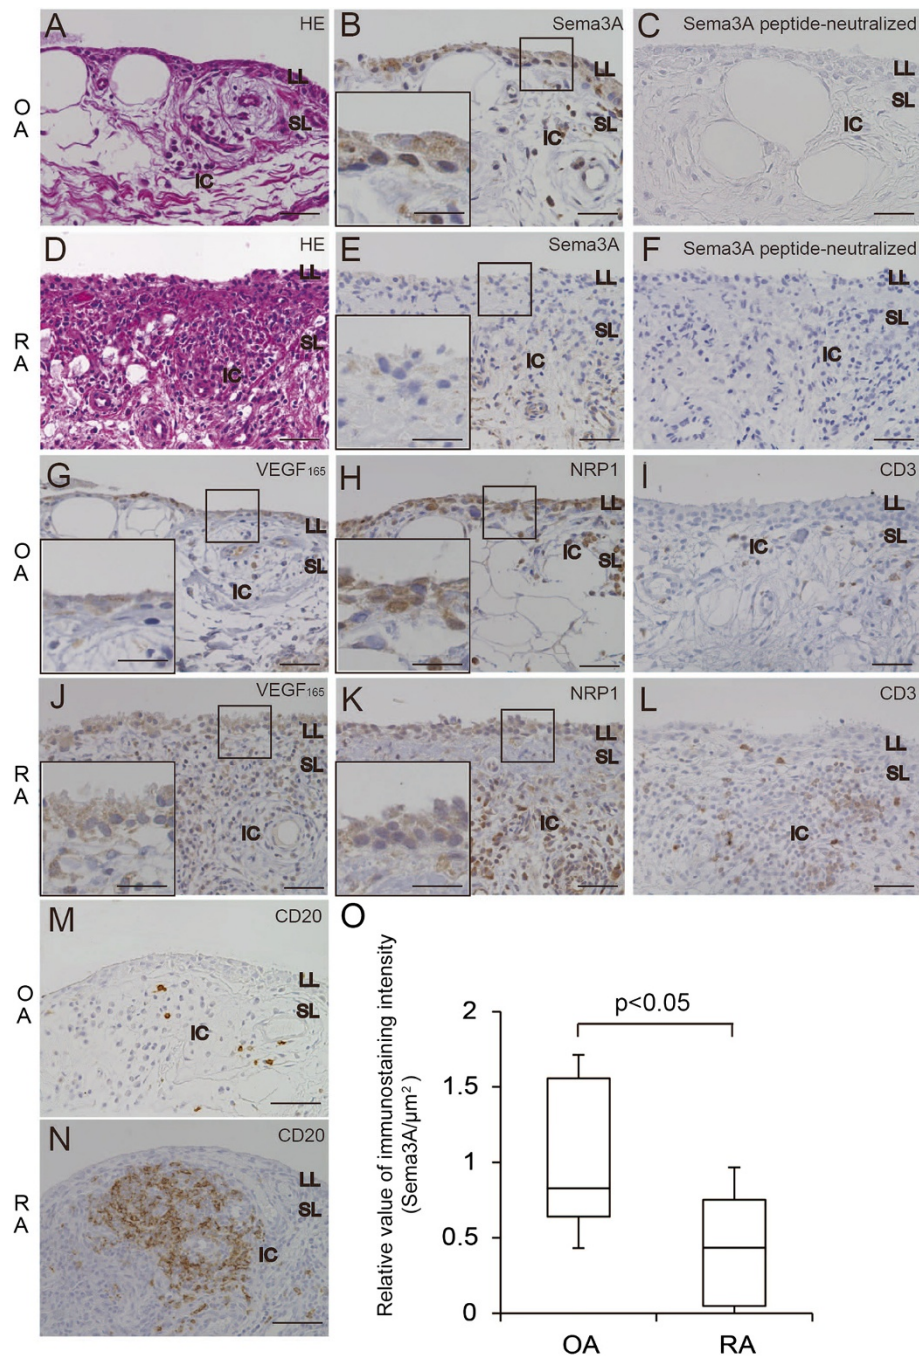 A HE
LL
SL
IC
B Sema3A
LL
SL
IC
C Sema3A peptide-neutralized
LL
SL
IC
O
A
D HE
LL
SL
IC
E Sema3A
LL
SL
IC
F Sema3A peptide-neutralized
LL
SL
IC
R
A
G VEGF165
LL
SL
IC
H NRP1
LL
IC
SL
I CD3
LL
SL
IC
O
A
J VEGF165
LL
SL
IC
K NRP1
LL
SL
IC
L CD3
LL
SL
IC
R
A
M CD20
LL
SL
IC
O
A
N CD20
LL
SL
IC
R
A
O
Relative value of immunostaining intensity
(Sema3A/μm²)
2
1.5
1
0.5
0
p<0.05
OA RA